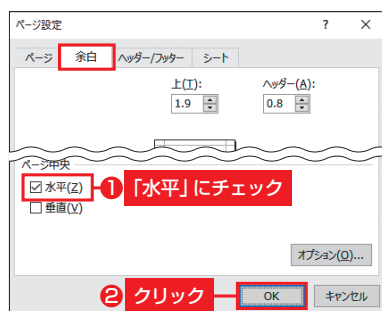 ページ設定 ? ×
ページ 余白 ヘッダー/フッター シート
上(T): ヘッダー(A):
1.9 0.8
ページ中央
水平(Z) ❶「水平」にチェック
垂直(V)
オプション(O)...
❷ クリック OK キャンセル